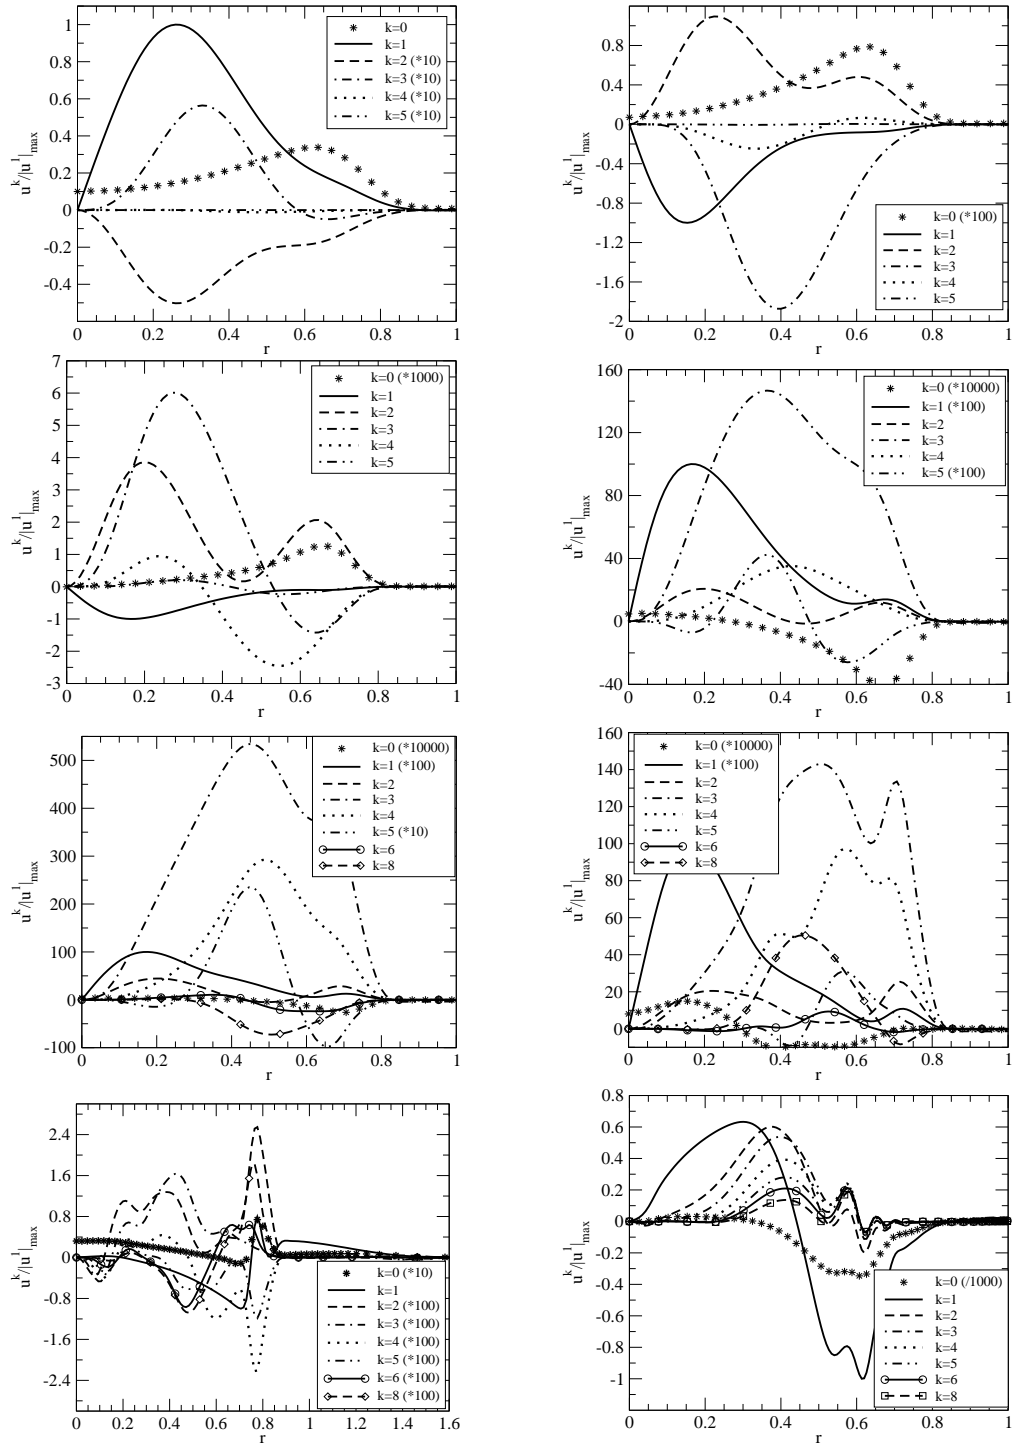 1
0.8
0.6
0.4
0.2
0
-0.2
-0.4
0 0.2 0.4 0.6 0.8 1
r
u^k/|u^1|_max
k=0
k=1
k=2 (*10)
k=3 (*10)
k=4 (*10)
k=5 (*10)
0.8
0.4
0
-0.4
-0.8
-1.2
-1.6
-2
0 0.2 0.4 0.6 0.8 1
r
u^k/|u^1|_max
k=0 (*100)
k=1
k=2
k=3
k=4
k=5
7
6
5
4
3
2
1
0
-1
-2
-3
0 0.2 0.4 0.6 0.8 1
r
u^k/|u^1|_max
k=0 (*1000)
k=1
k=2
k=3
k=4
k=5
160
120
80
40
0
-40
0 0.2 0.4 0.6 0.8 1
r
u^k/|u^1|_max
k=0 (*10000)
k=1 (*100)
k=2
k=3
k=4
k=5 (*100)
500
400
300
200
100
0
-100
0 0.2 0.4 0.6 0.8 1
r
u^k/|u^1|_max
k=0 (*10000)
k=1 (*100)
k=2
k=3
k=4
k=5 (*10)
k=6
k=8
160
140
120
100
80
60
40
20
0
-10
0 0.2 0.4 0.6 0.8 1
r
u^k/|u^1|_max
k=0 (*10000)
k=1 (*100)
k=2
k=3
k=4
k=5
k=6
k=8
2.4
1.6
0.8
0
-0.8
-1.6
-2.4
0 0.2 0.4 0.6 0.8 1 1.2 1.4 1.6
r
u^k/|u^1|_max
k=0 (*10)
k=1
k=2 (*100)
k=3 (*100)
k=4 (*100)
k=5 (*100)
k=6 (*100)
k=8 (*100)
0.8
0.6
0.4
0.2
0
-0.2
-0.4
-0.6
-0.8
-1
0 0.2 0.4 0.6 0.8 1
r
u^k/|u^1|_max
k=0 (/1000)
k=1
k=2
k=3
k=4
k=5
k=6
k=8